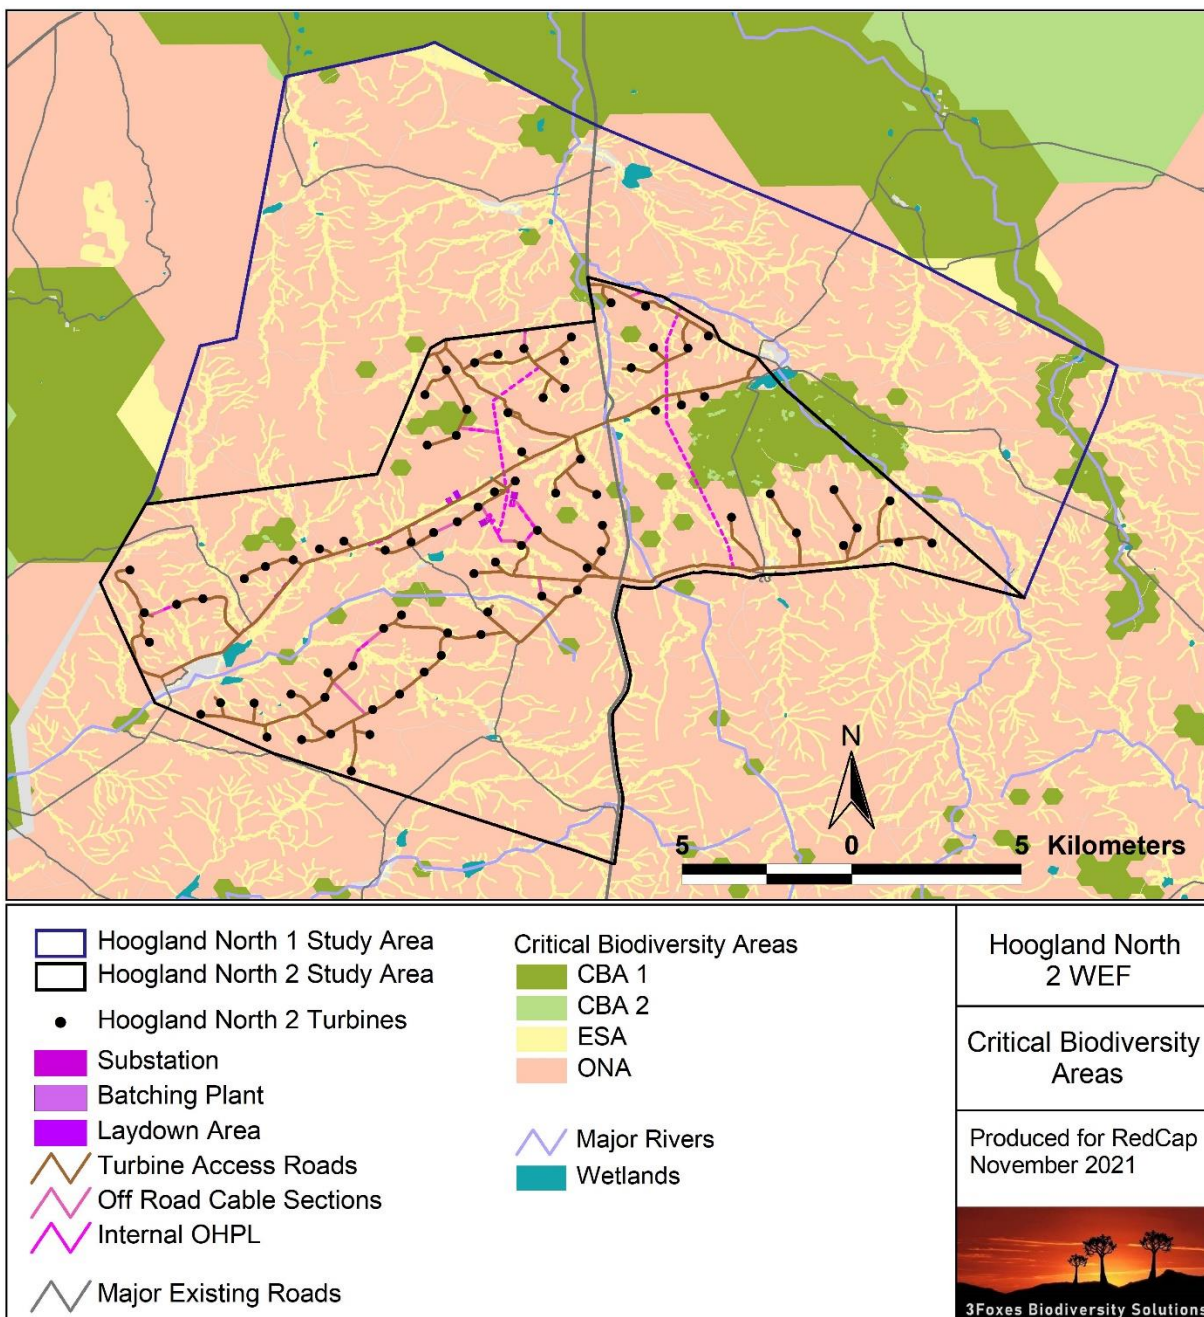 N
5 0 5 Kilometers
Hoogland North 1 Study Area
Hoogland North 2 Study Area
Hoogland North 2 Turbines
Substation
Batching Plant
Laydown Area
Turbine Access Roads
Off Road Cable Sections
Internal OHPL
Major Existing Roads
Critical Biodiversity Areas
CBA 1
CBA 2
ESA
ONA
Major Rivers
Wetlands
Hoogland North
2 WEF
Critical Biodiversity
Areas
Produced for RedCap
November 2021
3Foxes Biodiversity Solutions